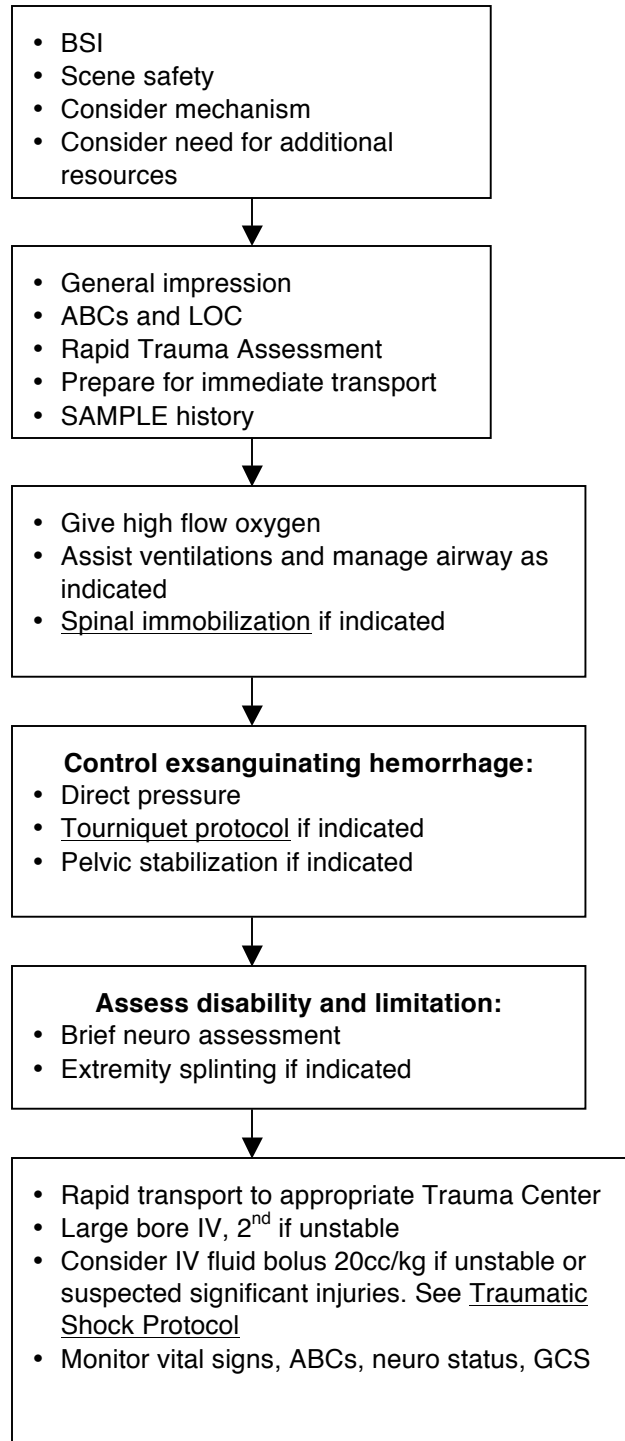 • BSI
• Scene safety
• Consider mechanism
• Consider need for additional
resources
• General impression
• ABCs and LOC
• Rapid Trauma Assessment
• Prepare for immediate transport
• SAMPLE history
• Give high flow oxygen
• Assist ventilations and manage airway as
indicated
• Spinal immobilization if indicated
Control exsanguinating hemorrhage:
• Direct pressure
• Tourniquet protocol if indicated
• Pelvic stabilization if indicated
Assess disability and limitation:
• Brief neuro assessment
• Extremity splinting if indicated
• Rapid transport to appropriate Trauma Center
• Large bore IV, 2nd if unstable
• Consider IV fluid bolus 20cc/kg if unstable or
suspected significant injuries. See Traumatic
Shock Protocol
• Monitor vital signs, ABCs, neuro status, GCS